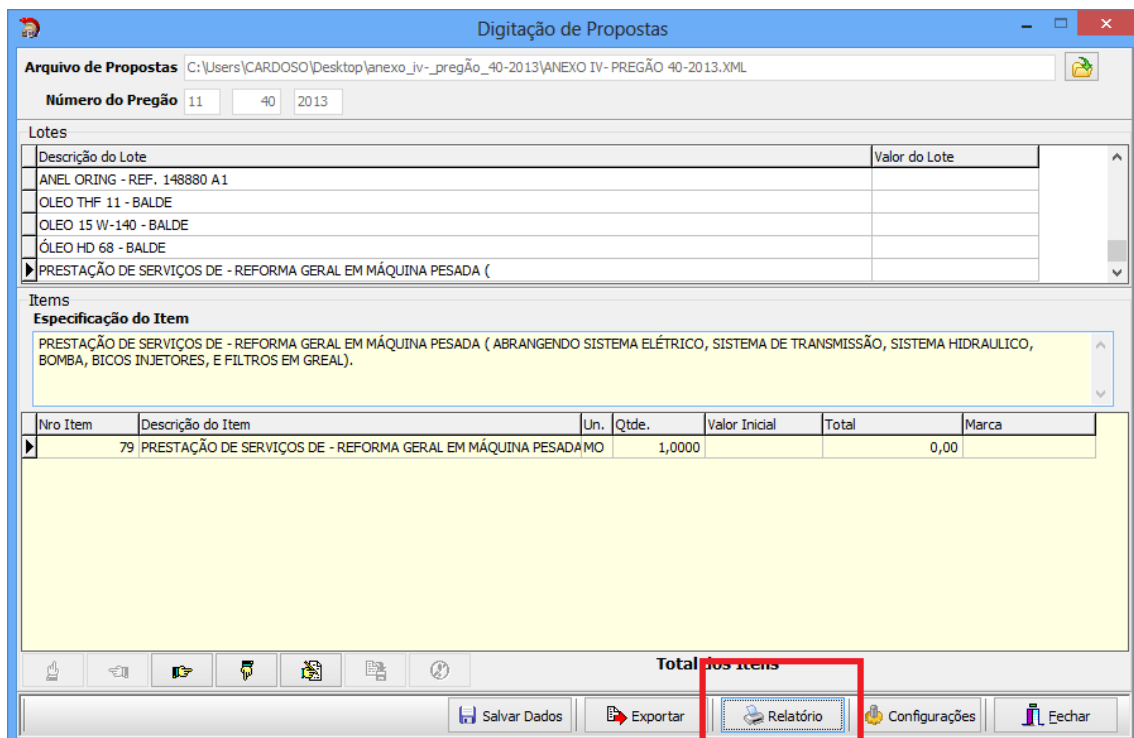 Digitação de Propostas
Arquivo de Propostas C:\Users\CARDOSO\Desktop\anexo_iv-_pregÃo_40-2013\ANEXO IV- PREGÃO 40-2013.XML
Número do Pregão 11 40 2013
Lotes
Descrição do Lote Valor do Lote
ANEL ORING - REF. 148880 A1
OLEO THF 11 - BALDE
OLEO 15 W-140 - BALDE
ÓLEO HD 68 - BALDE
PRESTAÇÃO DE SERVIÇOS DE - REFORMA GERAL EM MÁQUINA PESADA (
Items
Especificação do Item
PRESTAÇÃO DE SERVIÇOS DE - REFORMA GERAL EM MÁQUINA PESADA ( ABRANGENDO SISTEMA ELÉTRICO, SISTEMA DE TRANSMISSÃO, SISTEMA HIDRAULICO,
BOMBA, BICOS INJETORES, E FILTROS EM GREAL).
Nro Item Descrição do Item Un. Qtde. Valor Inicial Total Marca
79 PRESTAÇÃO DE SERVIÇOS DE - REFORMA GERAL EM MÁQUINA PESADA MO 1,0000 0,00
Total dos Itens
Salvar Dados Exportar Relatório Configurações Fechar